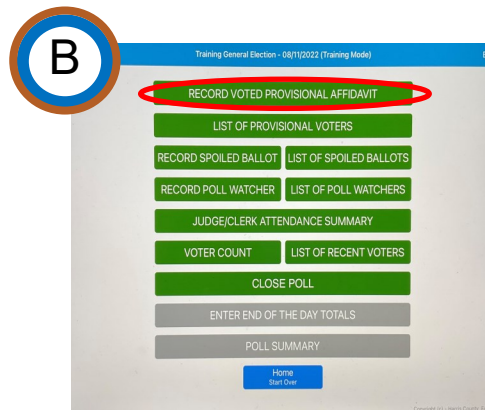 B
Training General Election - 08/11/2022 (Training Mode)
RECORD VOTED PROVISIONAL AFFIDAVIT
LIST OF PROVISIONAL VOTERS
RECORD SPOILED BALLOT LIST OF SPOILED BALLOTS
RECORD POLL WATCHER LIST OF POLL WATCHERS
JUDGE/CLERK ATTENDANCE SUMMARY
VOTER COUNT LIST OF RECENT VOTERS
CLOSE POLL
ENTER END OF THE DAY TOTALS
POLL SUMMARY
Home
Start Over